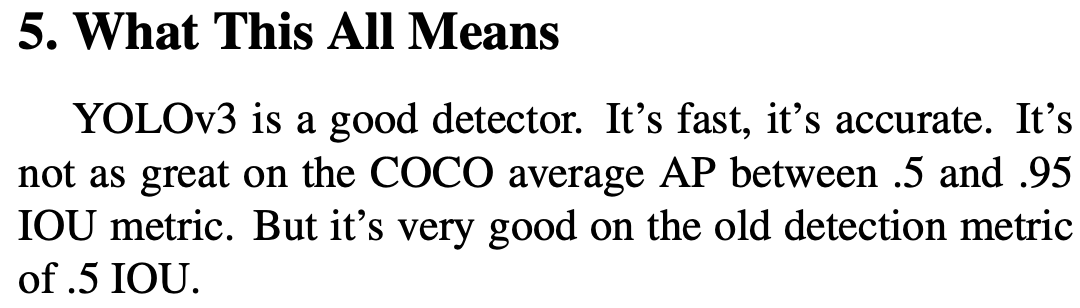 5. What This All Means
YOLOv3 is a good detector. It’s fast, it’s accurate. It’s
not as great on the COCO average AP between .5 and .95
IOU metric. But it’s very good on the old detection metric
of .5 IOU.